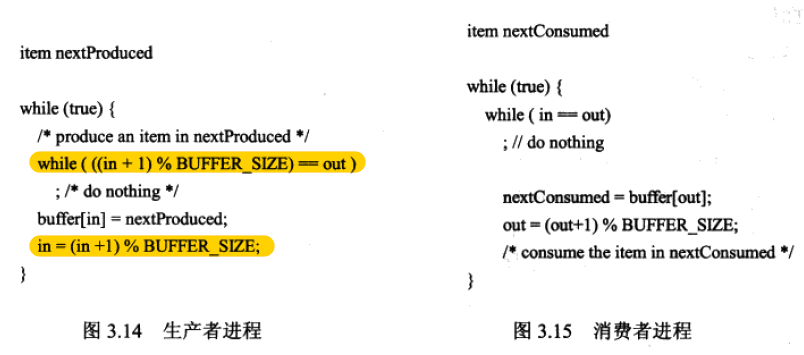 item nextProduced
while (true) {
/* produce an item in nextProduced */
while ( ((in + 1) % BUFFER_SIZE) == out )
; /* do nothing */
buffer[in] = nextProduced;
in = (in +1) % BUFFER_SIZE;
}
图 3.14 生产者进程
item nextConsumed
while (true) {
while ( in == out)
; // do nothing
nextConsumed = buffer[out];
out = (out+1) % BUFFER_SIZE;
/* consume the item in nextConsumed */
}
图 3.15 消费者进程